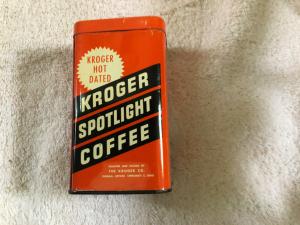 KROGER
HOT
DATED
KROGER
SPOTLIGHT
COFFEE
THE KROGER CO.